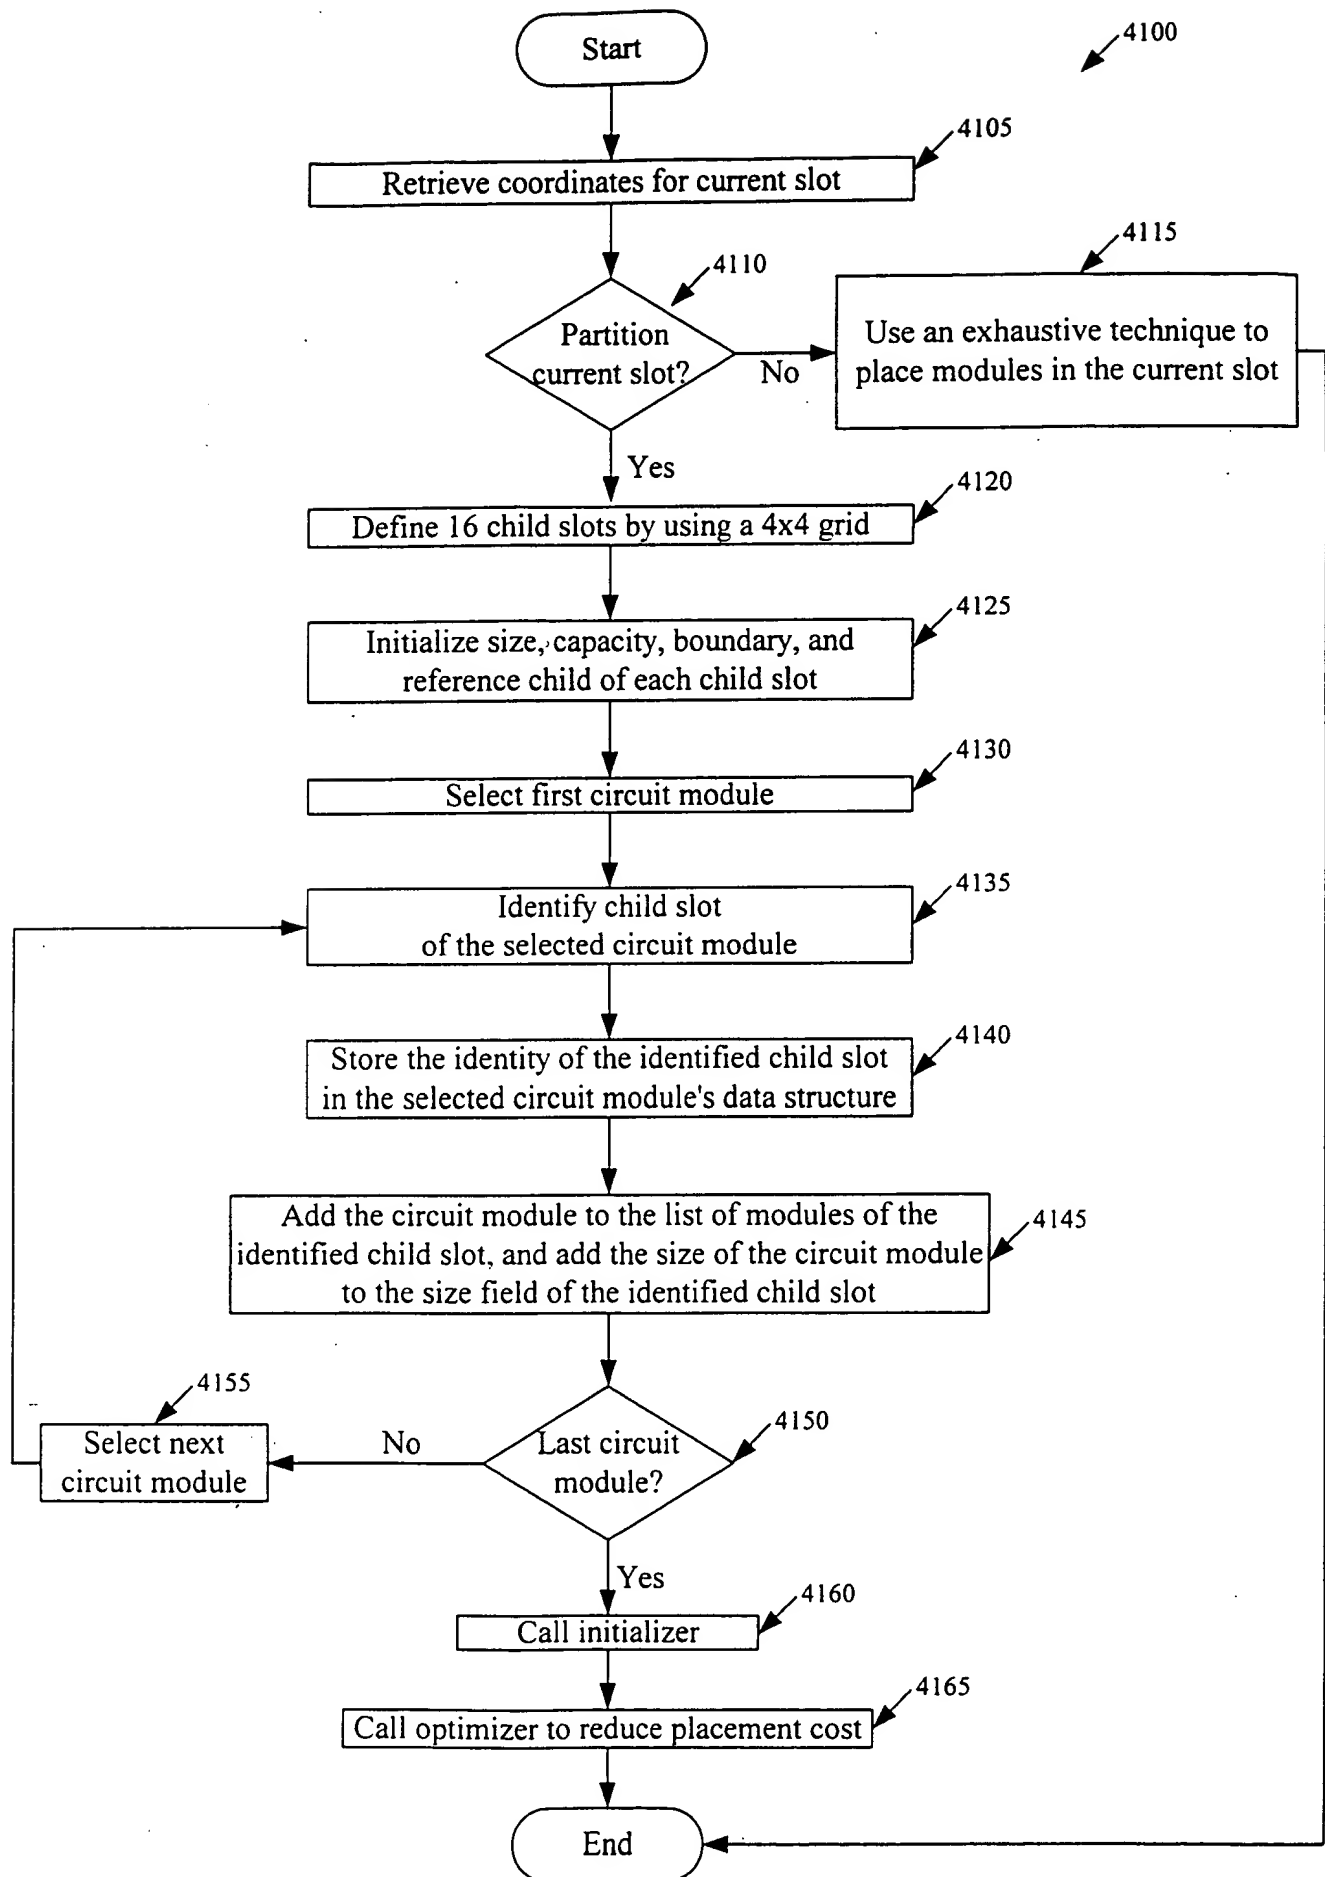 Start
4100
4105
Retrieve coordinates for current slot
4110
4115
Partition
current slot?
No
Use an exhaustive technique to
place modules in the current slot
Yes
4120
Define 16 child slots by using a 4x4 grid
4125
Initialize size, capacity, boundary, and
reference child of each child slot
4130
Select first circuit module
4135
Identify child slot
of the selected circuit module
4140
Store the identity of the identified child slot
in the selected circuit module's data structure
4145
Add the circuit module to the list of modules of the
identified child slot, and add the size of the circuit module
to the size field of the identified child slot
4155
Select next
circuit module
No
4150
Last circuit
module?
Yes
4160
Call initializer
4165
Call optimizer to reduce placement cost
End